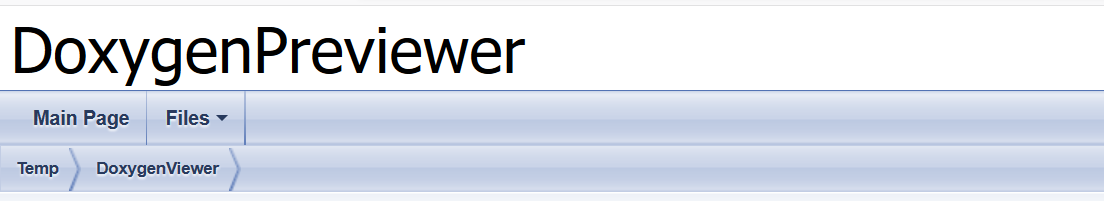 DoxygenPreviewer
Main Page Files
Temp DoxygenViewer